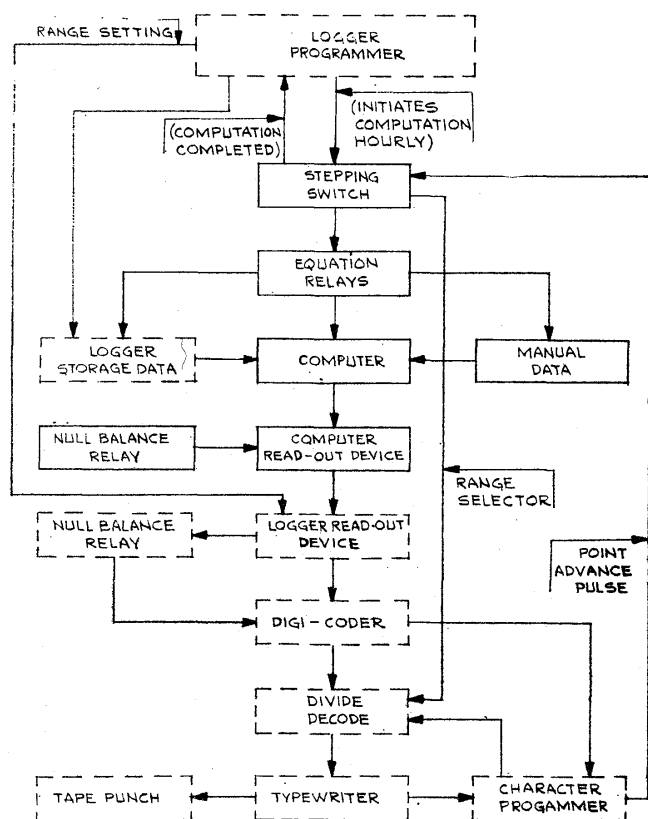 RANGE SETTING
LOGGER
PROGRAMMER
(COMPUTATION
COMPLETED)
(INITIATES
COMPUTATION
HOURLY)
STEPPING
SWITCH
EQUATION
RELAYS
LOGGER
STORAGE DATA
COMPUTER
MANUAL
DATA
NULL BALANCE
RELAY
COMPUTER
READ-OUT DEVICE
RANGE
SELECTOR
NULL BALANCE
RELAY
LOGGER READ-OUT
DEVICE
POINT
ADVANCE
PULSE
DIGI-CODER
DIVIDE
DECODE
TAPE PUNCH
TYPEWRITER
CHARACTER
PROGAMMER